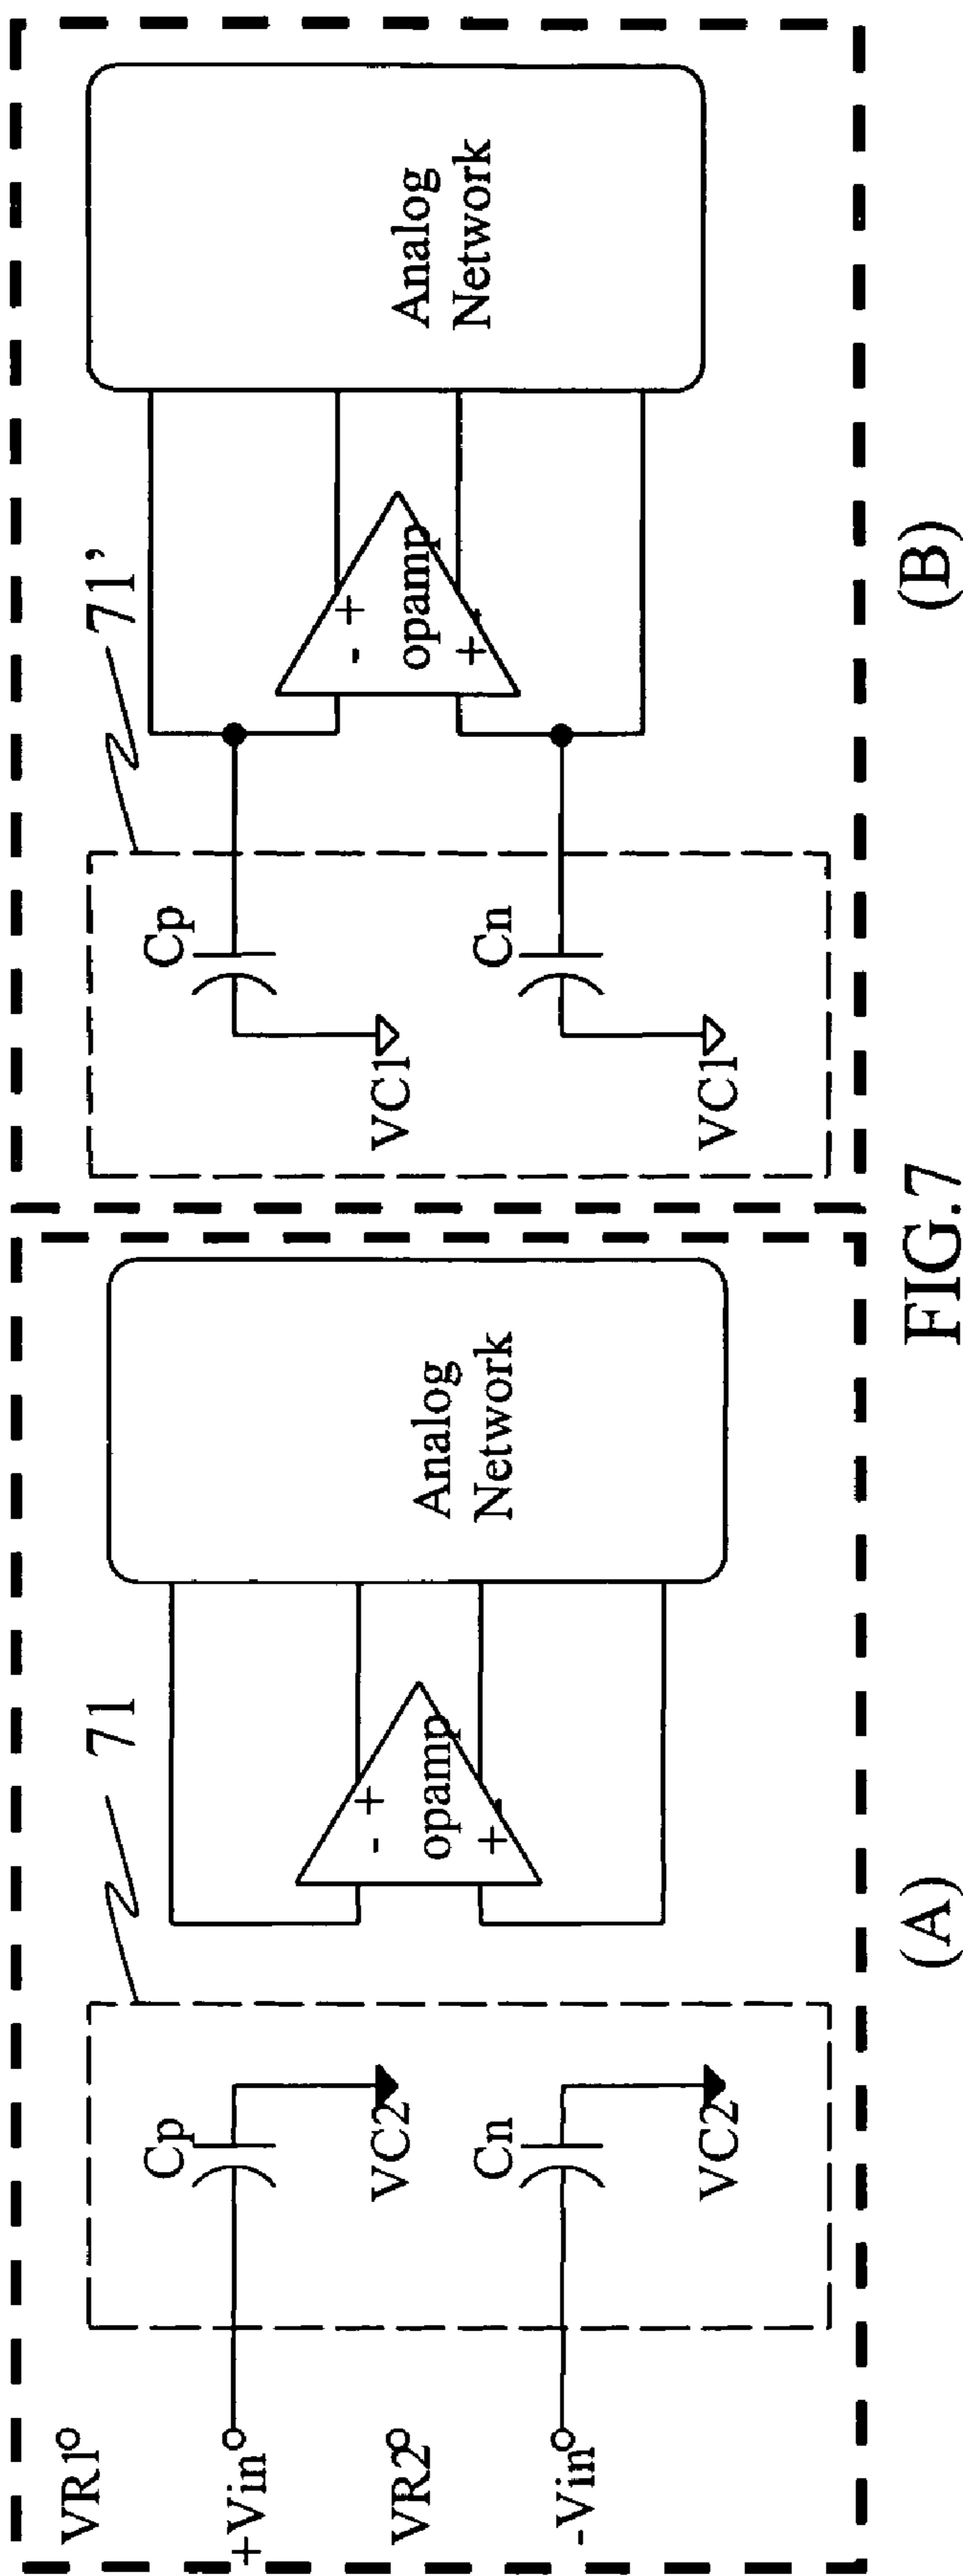 VR1
+Vin
VR2
-Vin
Cp
VC2
Cn
VC2
71
- +
opamp
+ -
Analog
Network
(A)
Cp
VC1
Cn
VC1
71’
- +
opamp
+ -
Analog
Network
(B)
FIG.7